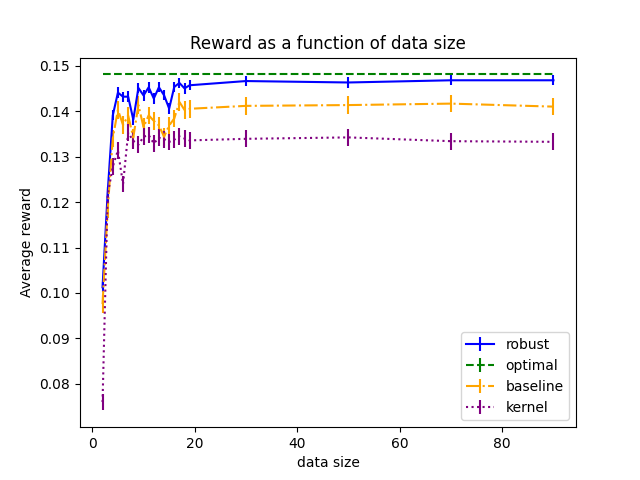 Reward as a function of data size
Average reward
0.15
0.14
0.13
0.12
0.11
0.10
0.09
0.08
robust
optimal
baseline
kernel
0 20 40 60 80
data size